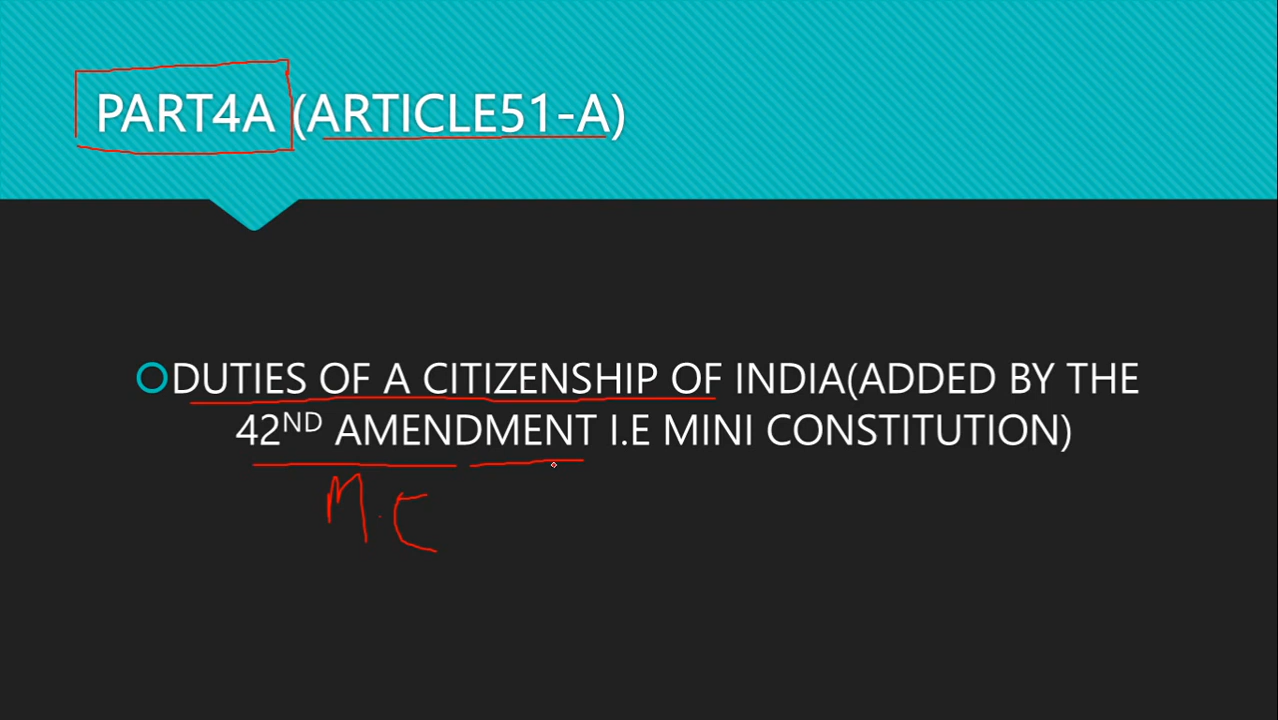 PART4A (ARTICLE51-A)
DUTIES OF A CITIZENSHIP OF INDIA(ADDED BY THE
42ND AMENDMENT I.E MINI CONSTITUTION)
M.C